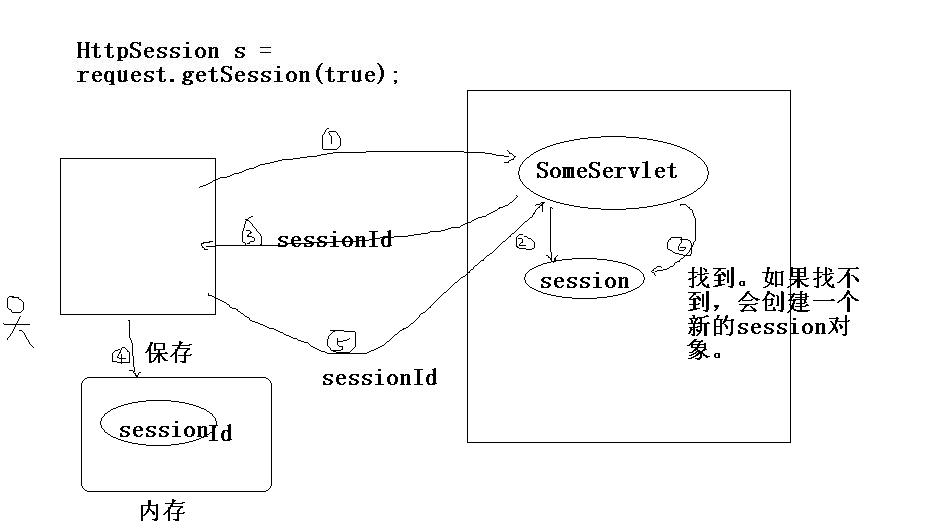 HttpSession s =
request.getSession(true);
①
SomeServlet
③
sessionId
②
⑥
session
找到。如果找不
到，会创建一个
新的session对
象。
⑤
④
保存
sessionId
sessionId
内存